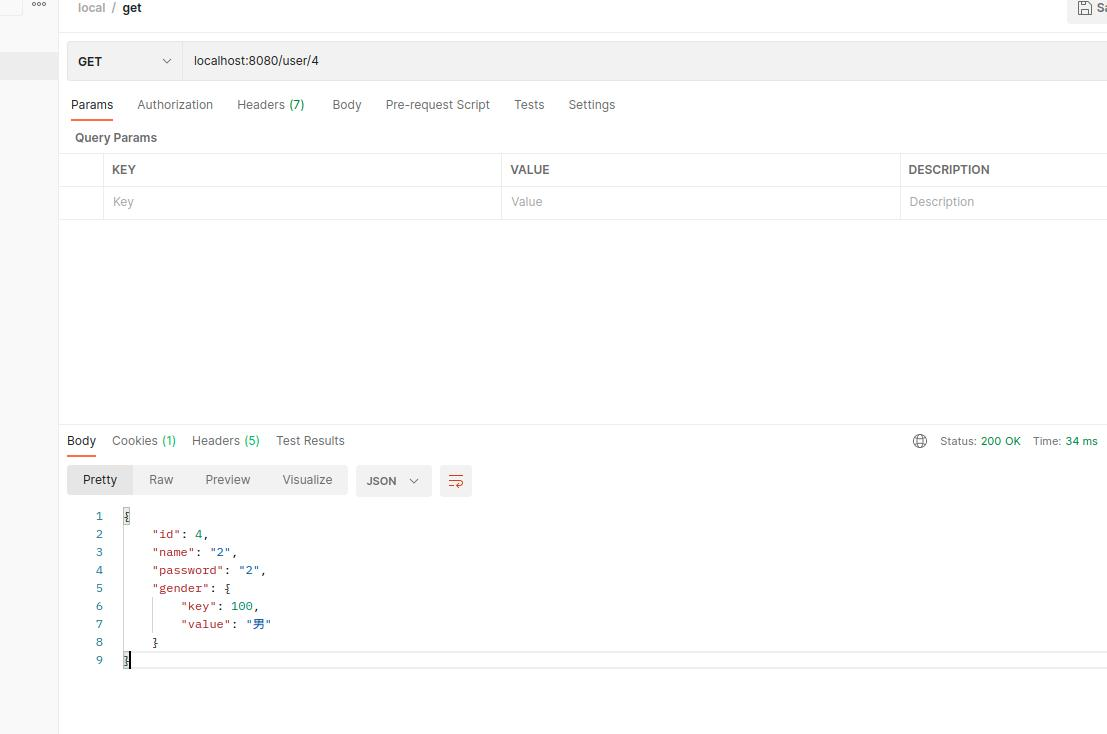 local / get
GET localhost:8080/user/4
Params Authorization Headers (7) Body Pre-request Script Tests Settings
Query Params
KEY VALUE DESCRIPTION
Key Value Description
Body Cookies (1) Headers (5) Test Results Status: 200 OK Time: 34 ms
Pretty Raw Preview Visualize JSON
1 {
2 "id": 4,
3 "name": "2",
4 "password": "2",
5 "gender": {
6 "key": 100,
7 "value": "男"
8 }
9 }